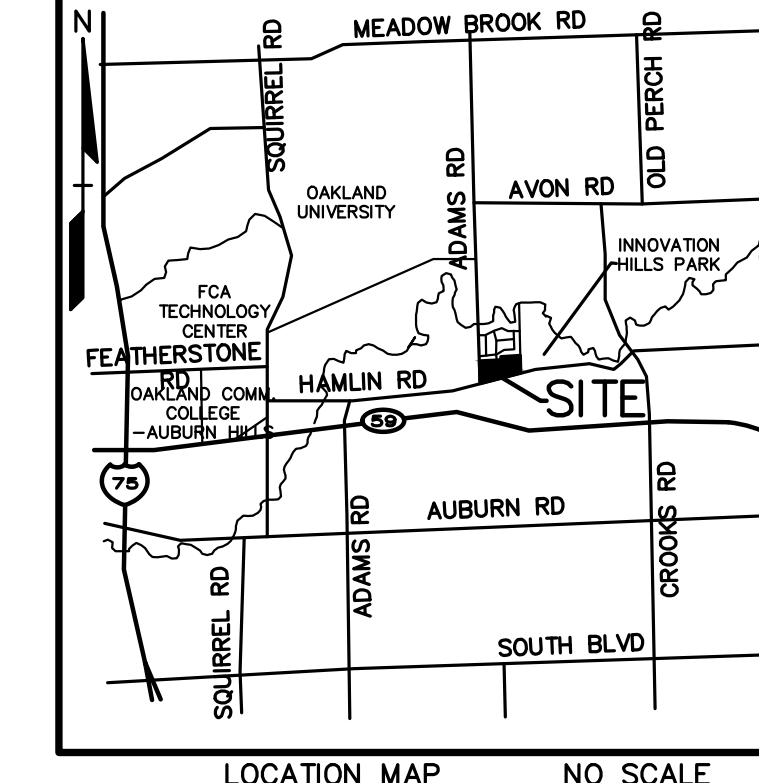 N
MEADOW BROOK RD
SQUIRREL RD
OLD PERCH RD
ADAMS RD
AVON RD
OAKLAND
UNIVERSITY
INNOVATION
HILLS PARK
FCA
TECHNOLOGY
CENTER
FEATHERSTONE
RD
HAMLIN RD
OAKLAND COMM.
COLLEGE
-AUBURN HILLS
SITE
59
75
AUBURN RD
ADAMS RD
CROOKS RD
SQUIRREL RD
SOUTH BLVD
LOCATION MAP
NO SCALE